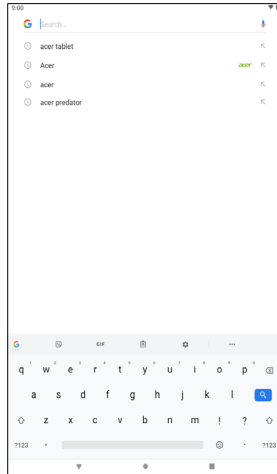 9:00
G Search...
acer tablet
Acer acer
acer
acer predator
G GIF ...
q w e r t y u i o p
a s d f g h j k l
z x c v b n m ! ?
?123 , . ?123